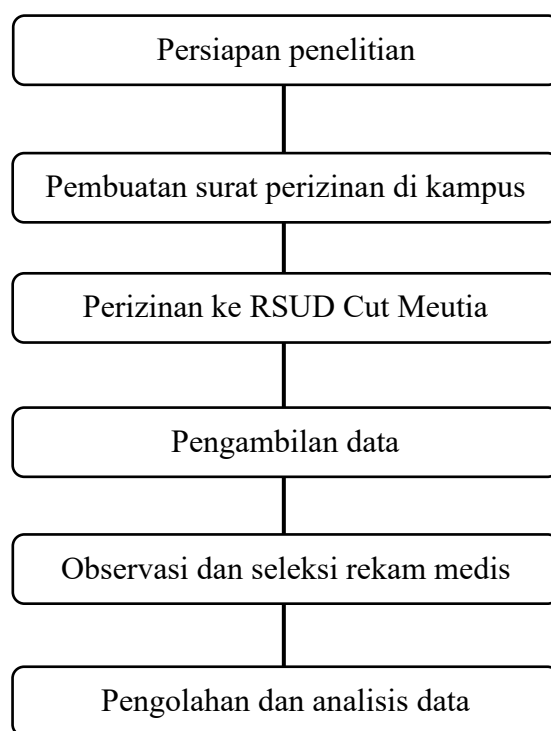 Persiapan penelitian
Pembuatan surat perizinan di kampus
Perizinan ke RSUD Cut Meutia
Pengambilan data
Observasi dan seleksi rekam medis
Pengolahan dan analisis data